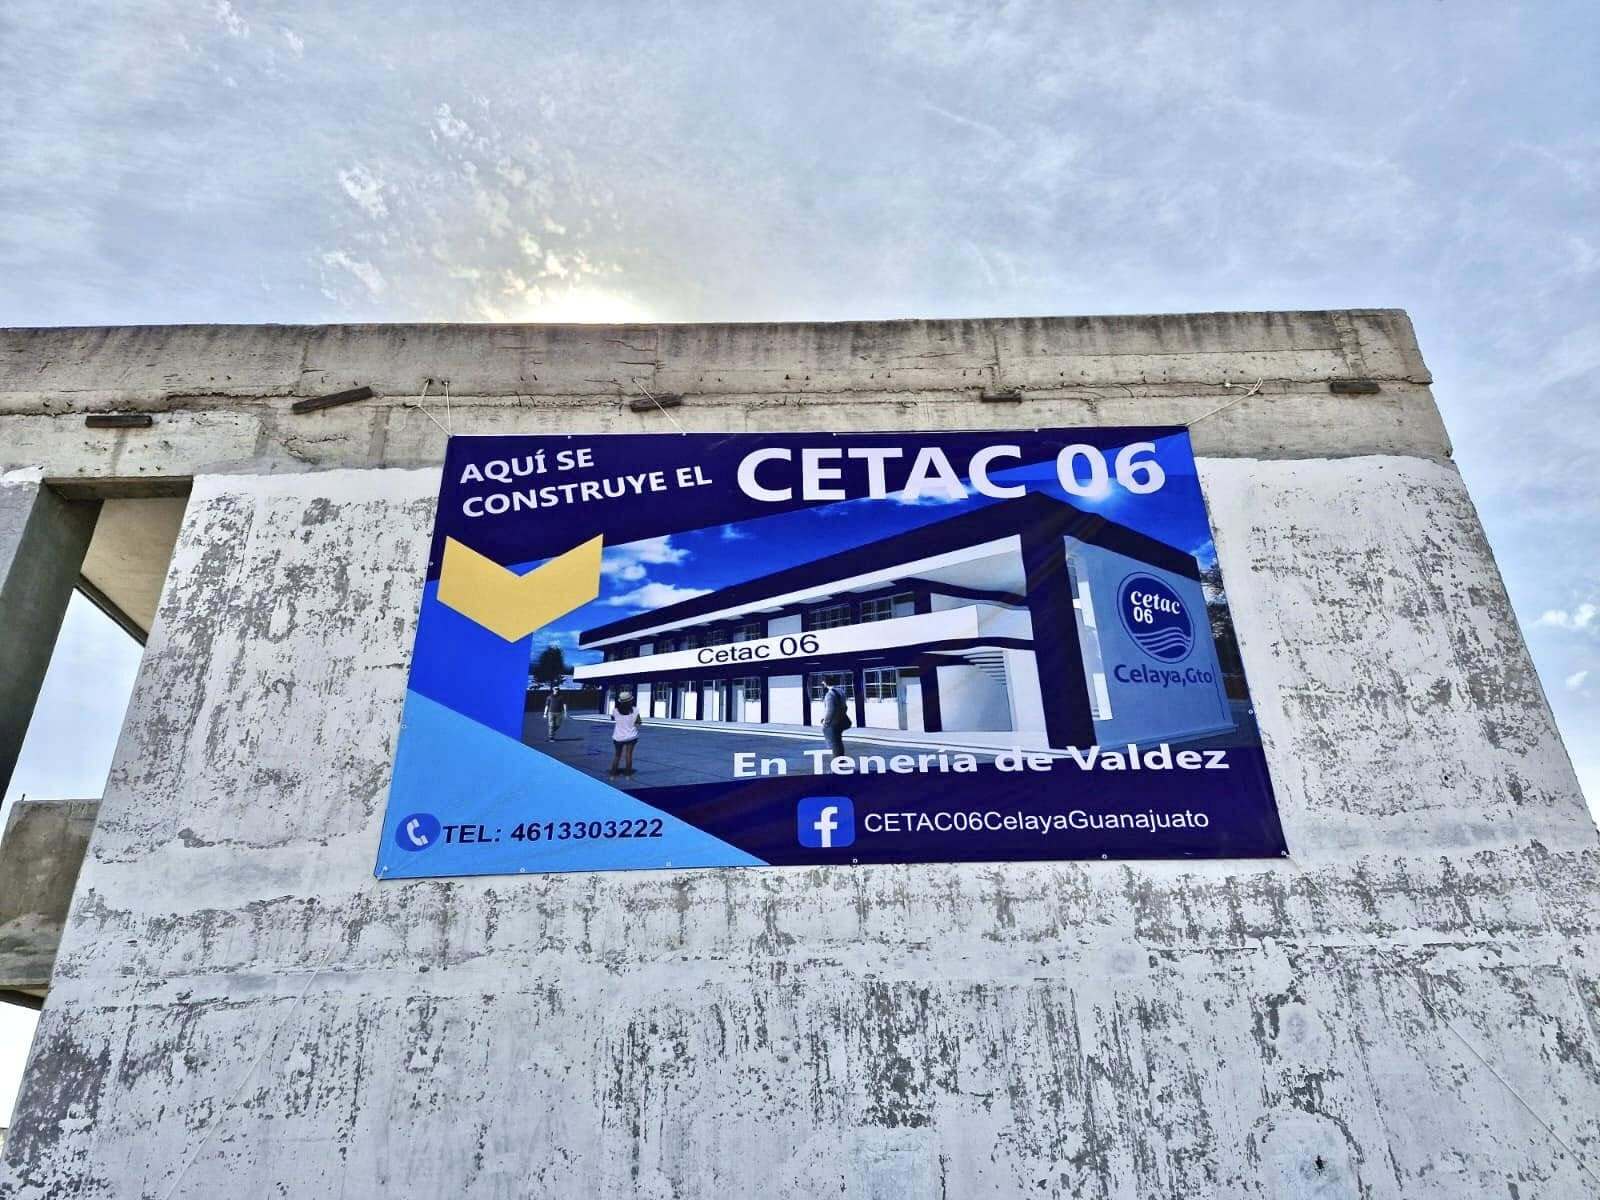 AQUÍ SE
CONSTRUYE EL
CETAC 06
Cetac 06
cetac
06
Celaya,Gto
En Tenería de Valdez
TEL: 4613303222
CETAC06CelayaGuanajuato